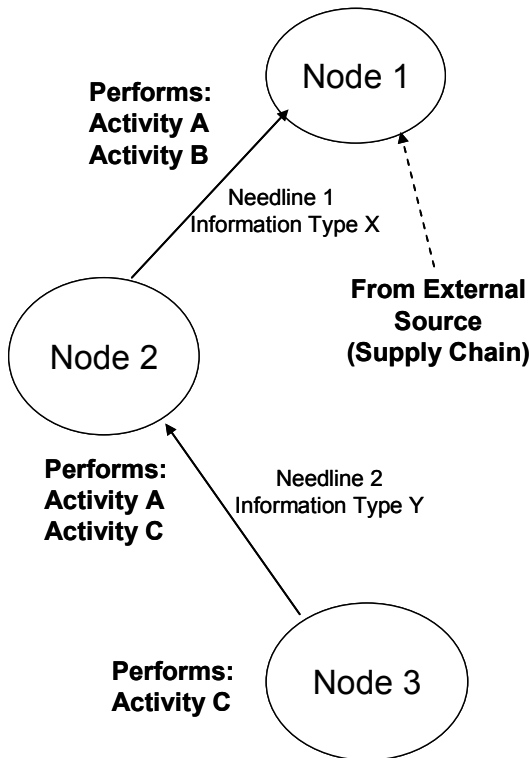 Node 1
Performs:
Activity A
Activity B
Needline 1
Information Type X
From External
Source
(Supply Chain)
Node 2
Performs:
Activity A
Activity C
Needline 2
Information Type Y
Node 3
Performs:
Activity C